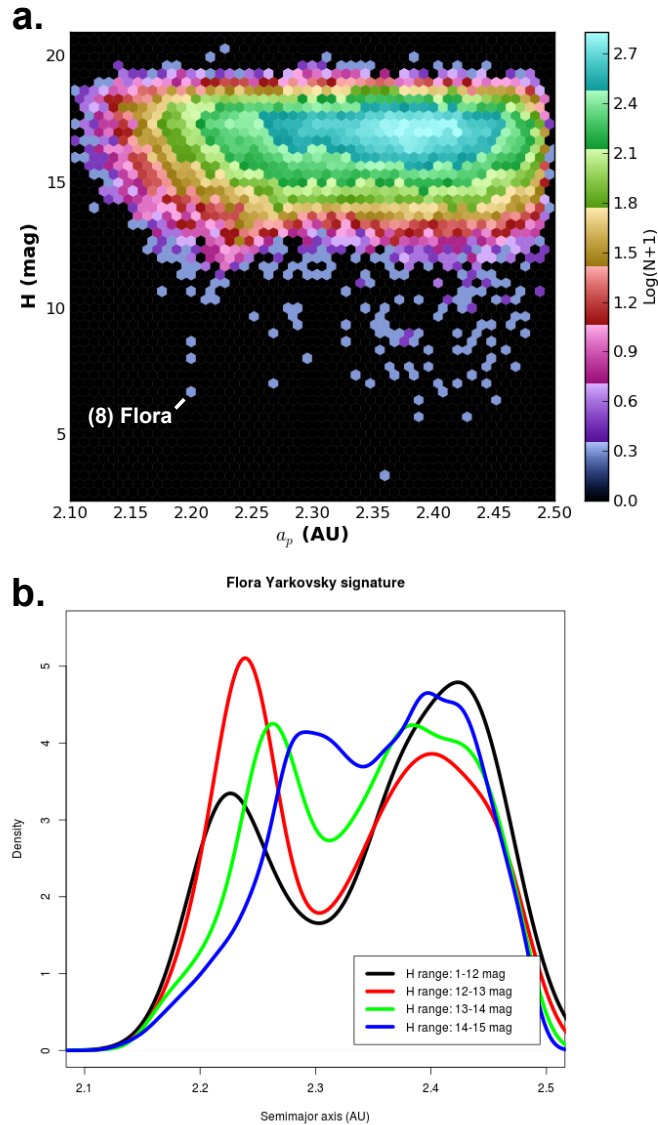 a.
20
15
10
5
H (mag)
(8) Flora
2.10 2.15 2.20 2.25 2.30 2.35 2.40 2.45 2.50
a_p (AU)
2.7
2.4
2.1
1.8
1.5
1.2
0.9
0.6
0.0
Log(N+1)
b.
Flora Yarkovsky signature
5
4
3
2
1
0
Density
H range: 1-12 mag
H range: 12-13 mag
H range: 13-14 mag
H range: 14-15 mag
2.1 2.2 2.3 2.4 2.5
Semimajor axis (AU)